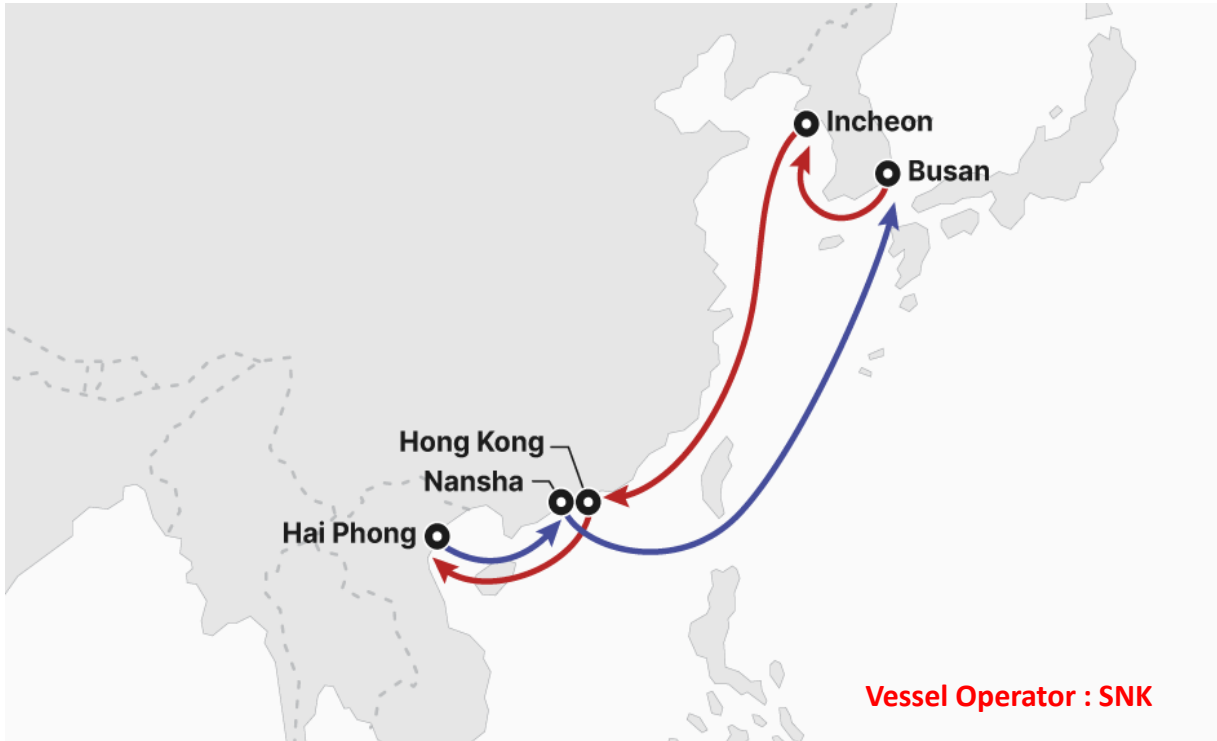 Incheon
Busan
Hong Kong
Nansha
Hai Phong
Vessel Operator : SNK